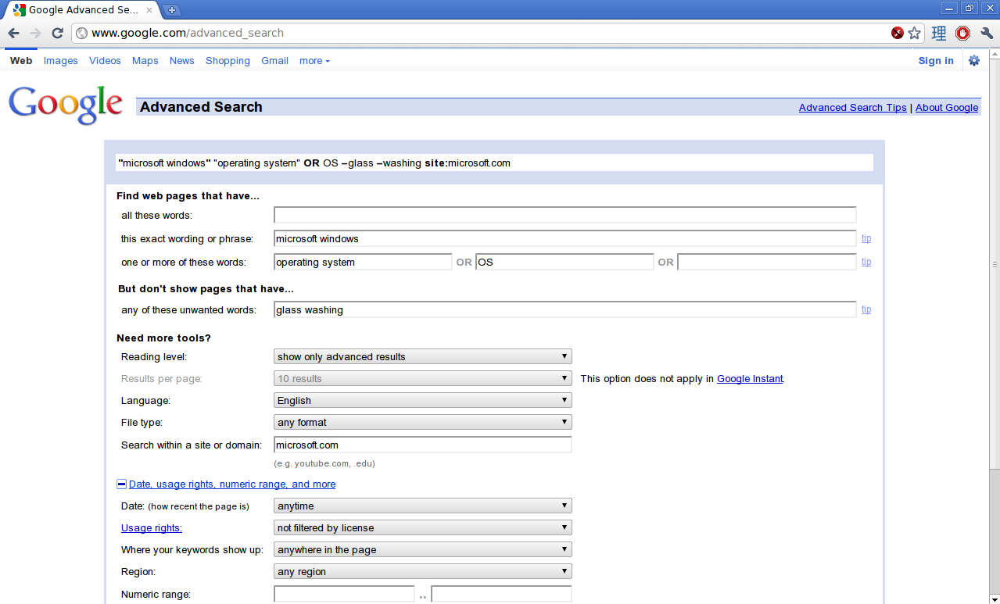 Google Advanced Se...
www.google.com/advanced_search 理
Web Images Videos Maps News Shopping Gmail more Sign in
Google Advanced Search Advanced Search Tips | About Google
"microsoft windows" "operating system" OR OS –glass –washing site:microsoft.com
Find web pages that have...
all these words:
this exact wording or phrase: microsoft windows tip
one or more of these words: operating system OR OS OR tip
But don't show pages that have...
any of these unwanted words: glass washing tip
Need more tools?
Reading level: show only advanced results
Results per page: 10 results This option does not apply in Google Instant.
Language: English
File type: any format
Search within a site or domain: microsoft.com
(e.g. youtube.com, .edu)
Date, usage rights, numeric range, and more
Date: (how recent the page is) anytime
Usage rights: not filtered by license
Where your keywords show up: anywhere in the page
Region: any region
Numeric range: ..